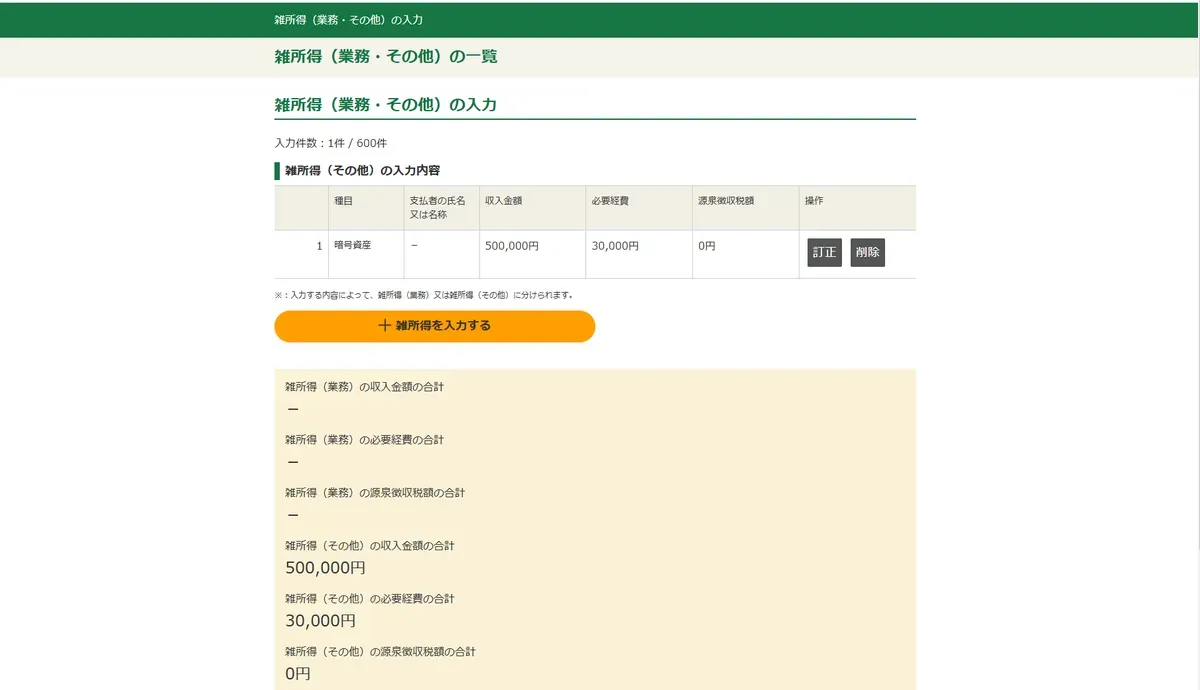 雑所得（業務・その他）の入力
雑所得（業務・その他）の一覧
雑所得（業務・その他）の入力
入力件数：1件 / 600件
雑所得（その他）の入力内容
種目 支払者の氏名 収入金額 必要経費 源泉徴収税額 操作
又は名称
1 暗号資産 － 500,000円 30,000円 0円 訂正 削除
※：入力する内容によって、雑所得（業務）又は雑所得（その他）に分けられます。
＋ 雑所得を入力する
雑所得（業務）の収入金額の合計
－
雑所得（業務）の必要経費の合計
－
雑所得（業務）の源泉徴収税額の合計
－
雑所得（その他）の収入金額の合計
500,000円
雑所得（その他）の必要経費の合計
30,000円
雑所得（その他）の源泉徴収税額の合計
0円